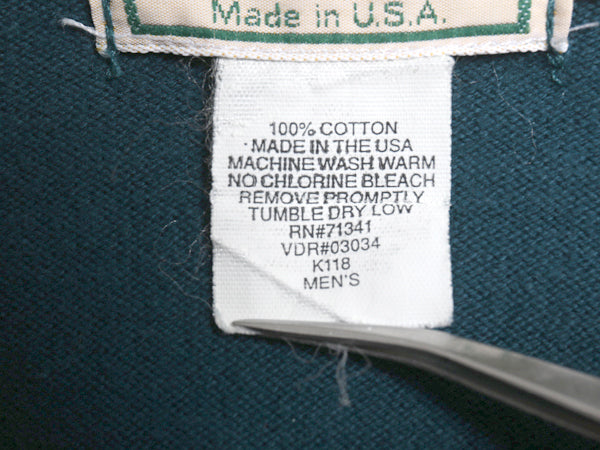 Made in U.S.A.
100% COTTON
MADE IN THE USA
MACHINE WASH WARM
NO CHLORINE BLEACH
REMOVE PROMPTLY
TUMBLE DRY LOW
RN#71341
VDR#03034
K118
MEN'S